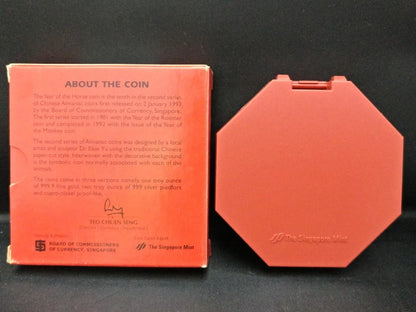 ABOUT THE COIN
The Year of the Horse coin is the tenth in the second series
of Chinese Almanac coins first released on 2 January 1993
by the Board of Commissioners of Currency, Singapore.
The first series started in 1981 with the Year of the Rooster
coin and completed in 1992 with the issue of the Year of
the Monkey coin.
The second series of Almanac coins was designed by a local
artist and sculptor Dr Elsie Yu using the traditional Chinese
paper-cut style. Interwoven with the decorative background
is the symbolic icon normally associated with each of the
animals.
The coins come in three versions namely one troy ounce
of 999.9 fine gold, two troy ounce of 999 silver piedfort
and cupro-nickel proof-like.
TEO CHUEN SENG
BOARD OF COMMISSIONERS
OF CURRENCY, SINGAPORE
The Singapore Mint
The Singapore Mint